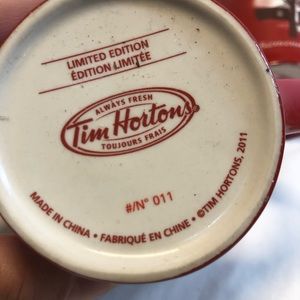 LIMITED EDITION
ÉDITION LIMITÉE
ALWAYS FRESH
Tim Hortons.
TOUJOURS FRAIS
#/Nº 011
MADE IN CHINA • FABRIQUÉ EN CHINE • ©TIM HORTONS, 2011